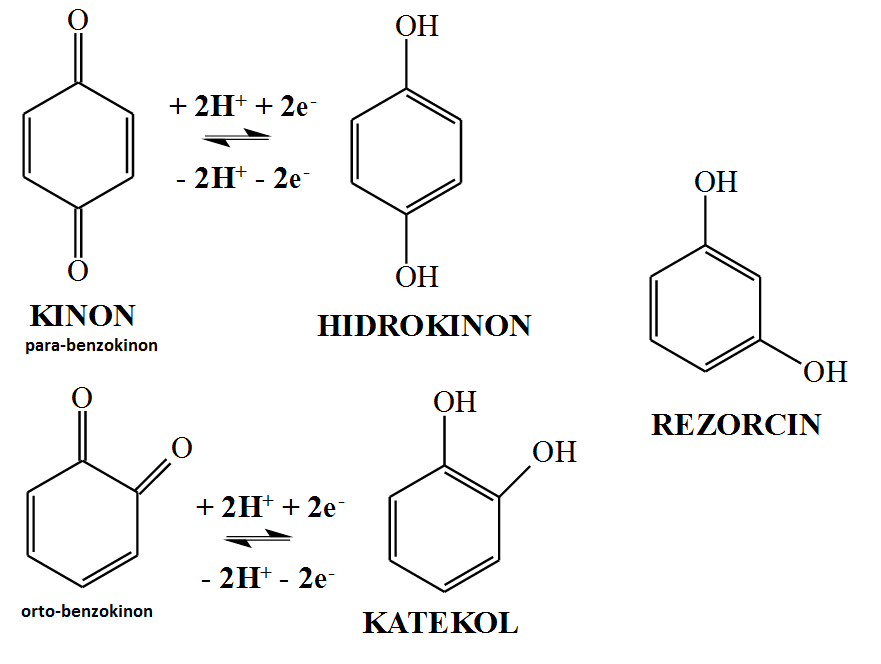 O
OH
+ 2H⁺ + 2e⁻
- 2H⁺ - 2e⁻
O
OH
KINON
para-benzokinon
HIDROKINON
OH
OH
REZORCIN
O
O
OH
OH
+ 2H⁺ + 2e⁻
- 2H⁺ - 2e⁻
orto-benzokinon
KATEKOL